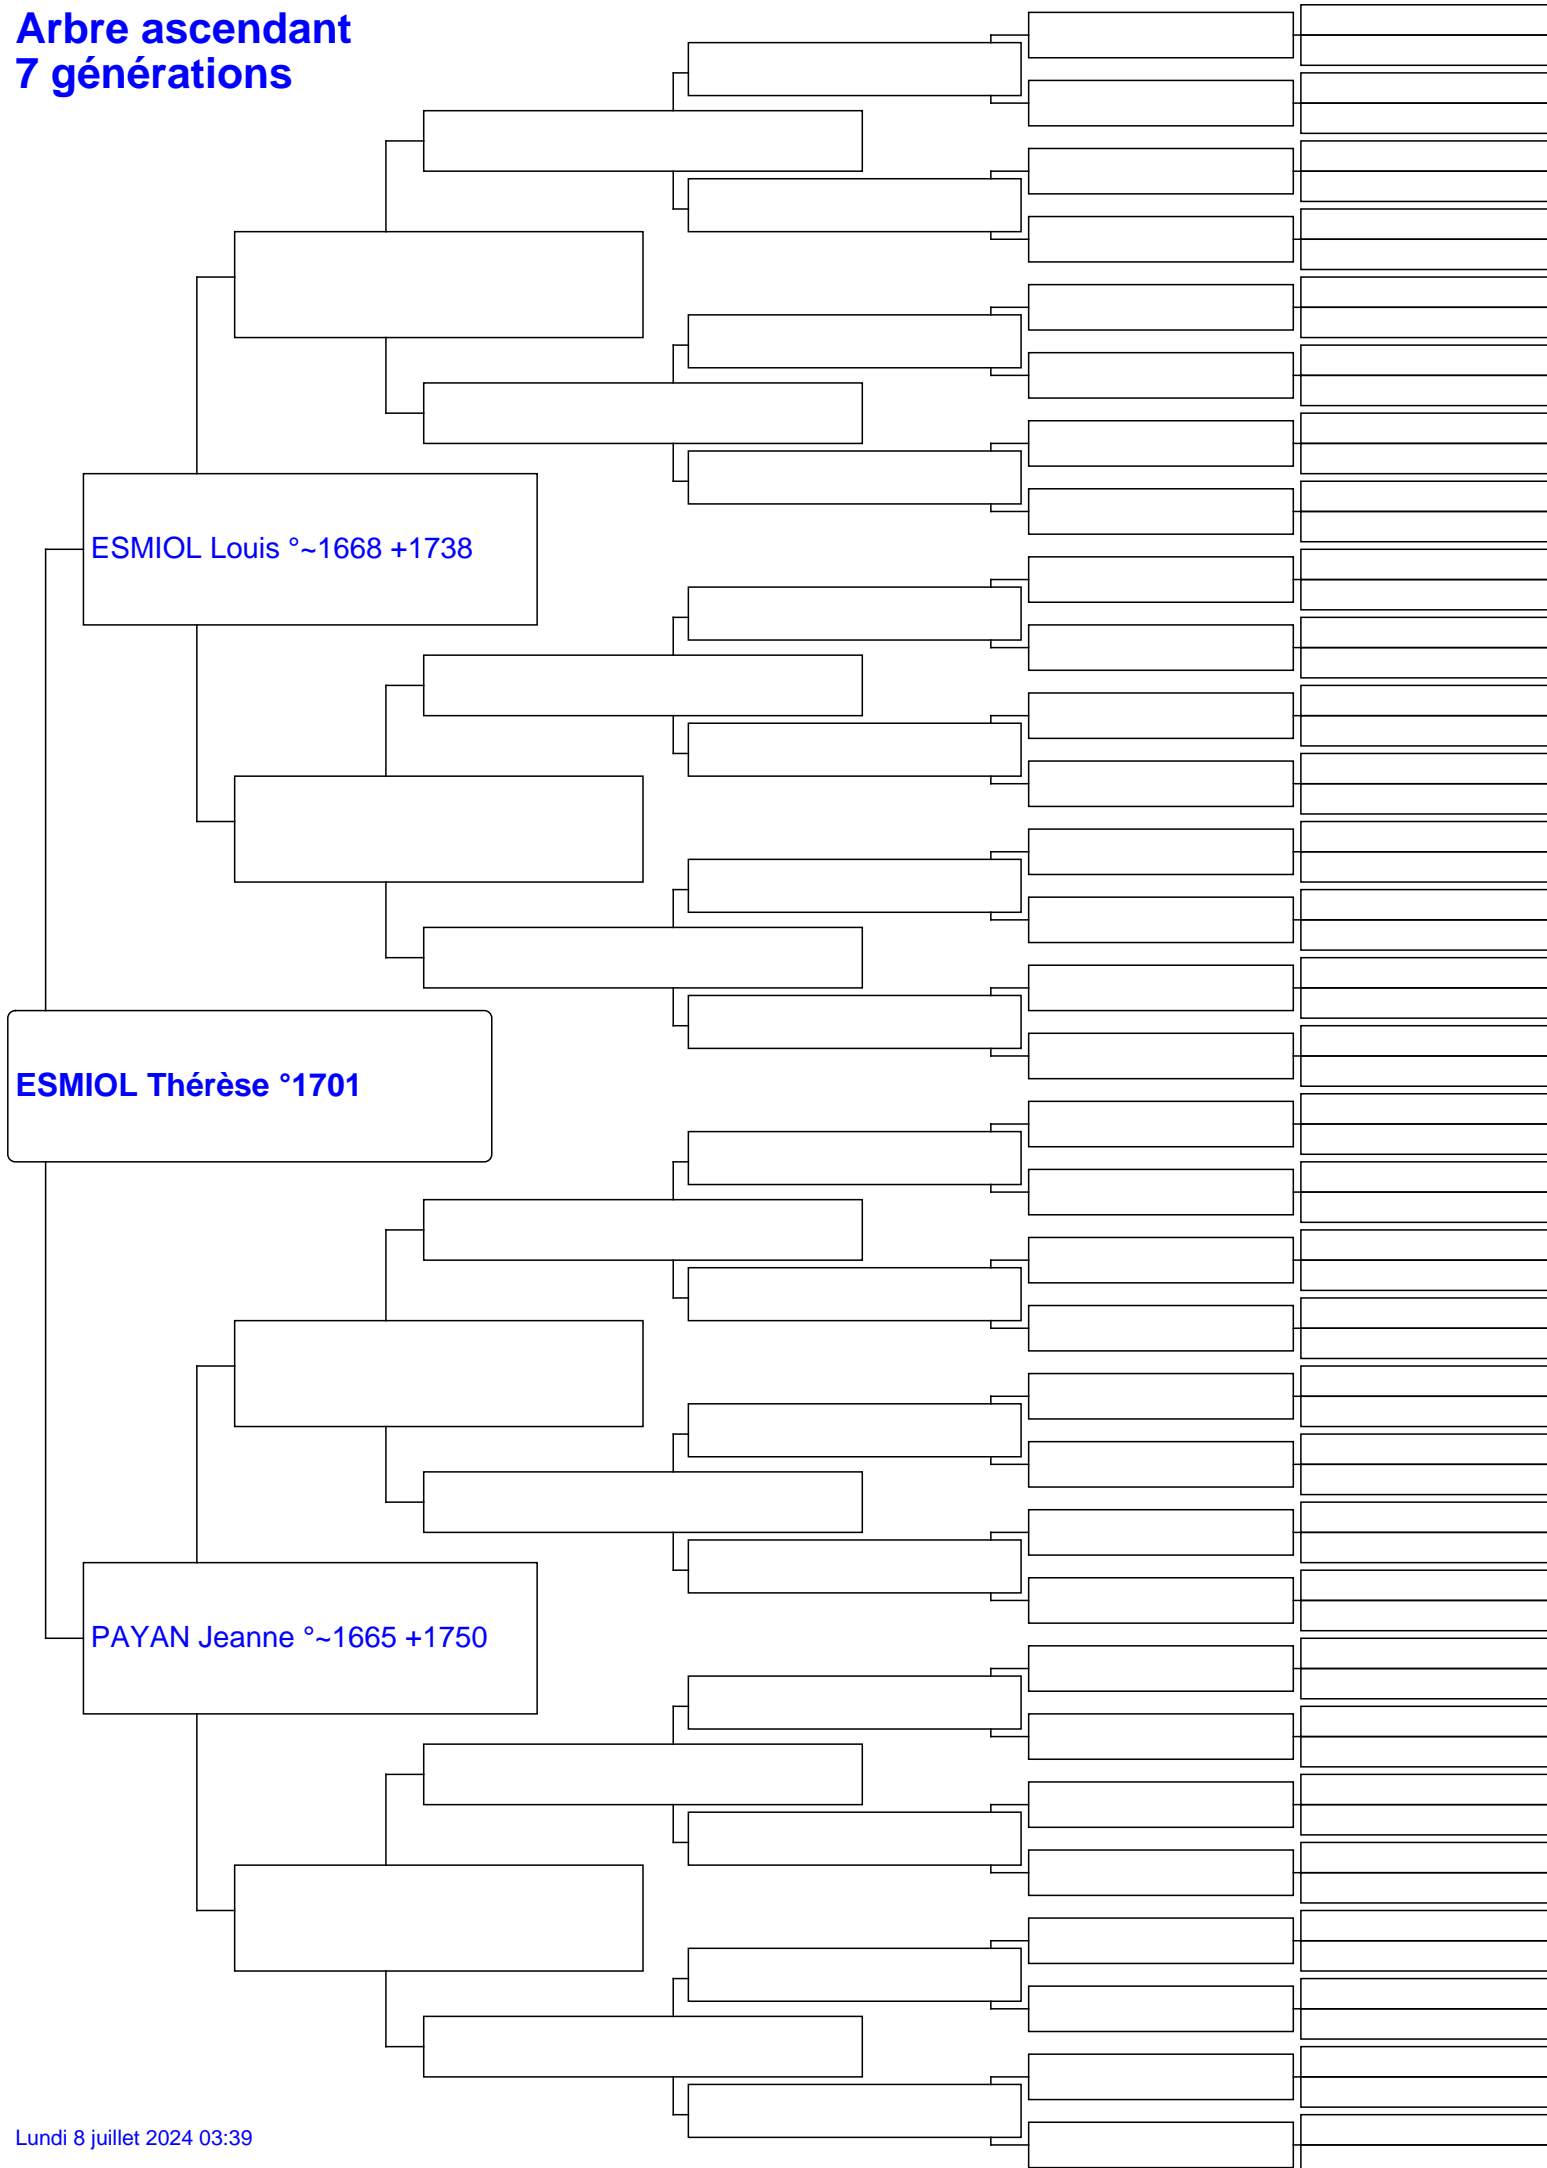 Arbre ascendant
7 générations
ESMIOL Louis °~1668 +1738
ESMIOL Thérèse °1701
PAYAN Jeanne °~1665 +1750
Lundi 8 juillet 2024 03:39